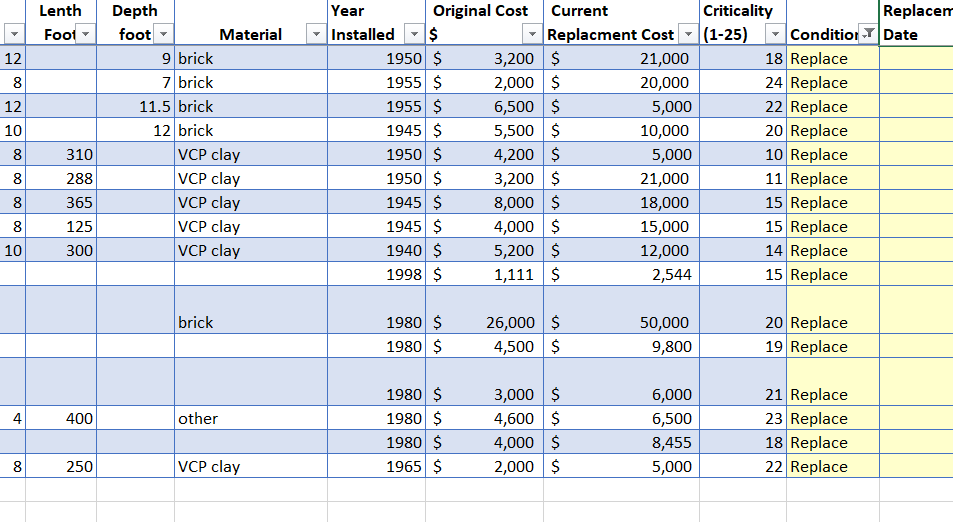 Lenth Depth Year Original Cost Current Criticality Replacem
Foot foot Material Installed $ Replacment Cost (1-25) Condition Date
12 9 brick 1950 $ 3,200 $ 21,000 18 Replace
8 7 brick 1955 $ 2,000 $ 20,000 24 Replace
12 11.5 brick 1955 $ 6,500 $ 5,000 22 Replace
10 12 brick 1945 $ 5,500 $ 10,000 20 Replace
8 310 VCP clay 1950 $ 4,200 $ 5,000 10 Replace
8 288 VCP clay 1950 $ 3,200 $ 21,000 11 Replace
8 365 VCP clay 1945 $ 8,000 $ 18,000 15 Replace
8 125 VCP clay 1945 $ 4,000 $ 15,000 15 Replace
10 300 VCP clay 1940 $ 5,200 $ 12,000 14 Replace
1998 $ 1,111 $ 2,544 15 Replace
brick 1980 $ 26,000 $ 50,000 20 Replace
1980 $ 4,500 $ 9,800 19 Replace
1980 $ 3,000 $ 6,000 21 Replace
4 400 other 1980 $ 4,600 $ 6,500 23 Replace
1980 $ 4,000 $ 8,455 18 Replace
8 250 VCP clay 1965 $ 2,000 $ 5,000 22 Replace